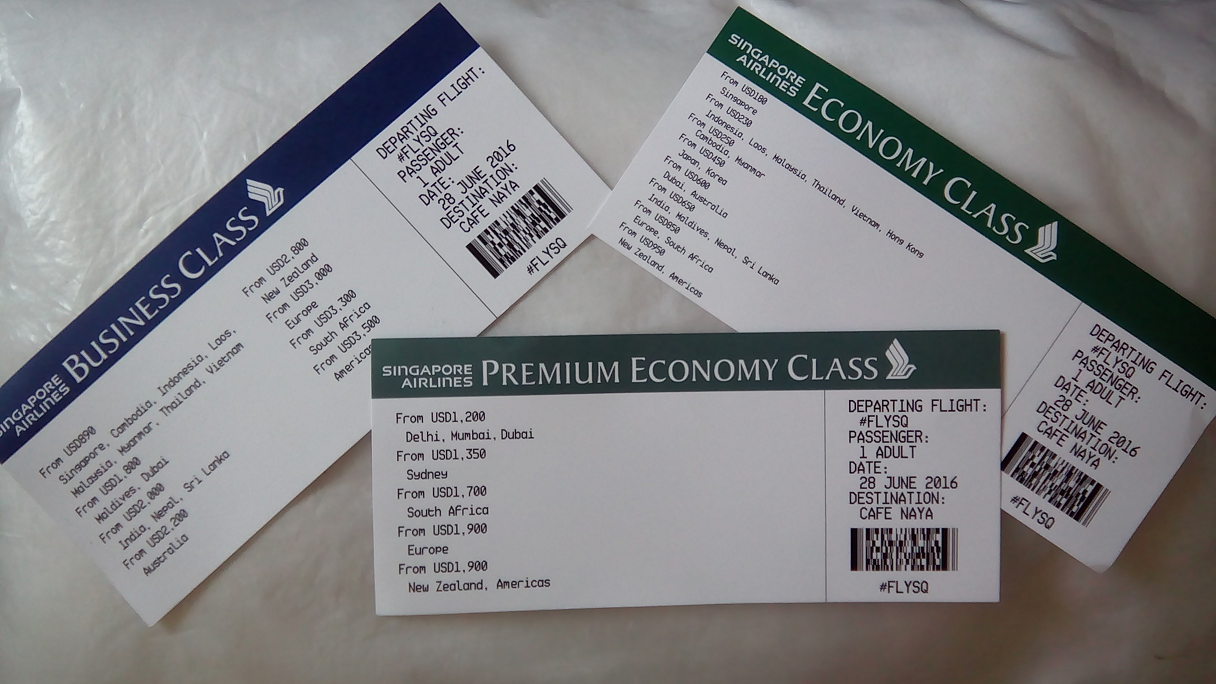 SINGAPORE
AIRLINES
BUSINESS CLASS
From USD890
Singapore, Cambodia, Indonesia, Laos,
Malaysia, Myanmar, Thailand, Vietnam
From USD1,800
Maldives, Dubai
From USD2,000
India, Nepal, Sri Lanka
From USD2,200
Australia
From USD2,800
New Zealand
From USD3,000
Europe
From USD3,300
South Africa
From USD3,500
Americas
DEPARTING FLIGHT:
#FLYSQ
PASSENGER:
1 ADULT
DATE:
28 JUNE 2016
DESTINATION:
CAFE NAYA
#FLYSQ
SINGAPORE
AIRLINES
ECONOMY CLASS
From USD180
Singapore
From USD230
Indonesia, Laos, Malaysia, Thailand, Vietnam, Hong Kong
From USD250
Cambodia, Myanmar
From USD450
Japan, Korea
From USD600
Dubai, Australia
From USD650
India, Maldives, Nepal, Sri Lanka
From USD850
Europe, South Africa
From USD950
New Zealand, Americas
DEPARTING FLIGHT:
#FLYSQ
PASSENGER:
1 ADULT
DATE:
28 JUNE 2016
DESTINATION:
CAFE NAYA
#FLYSQ
SINGAPORE
AIRLINES
PREMIUM ECONOMY CLASS
From USD1,200
Delhi, Mumbai, Dubai
From USD1,350
Sydney
From USD1,700
South Africa
From USD1,900
Europe
From USD1,900
New Zealand, Americas
DEPARTING FLIGHT:
#FLYSQ
PASSENGER:
1 ADULT
DATE:
28 JUNE 2016
DESTINATION:
CAFE NAYA
#FLYSQ